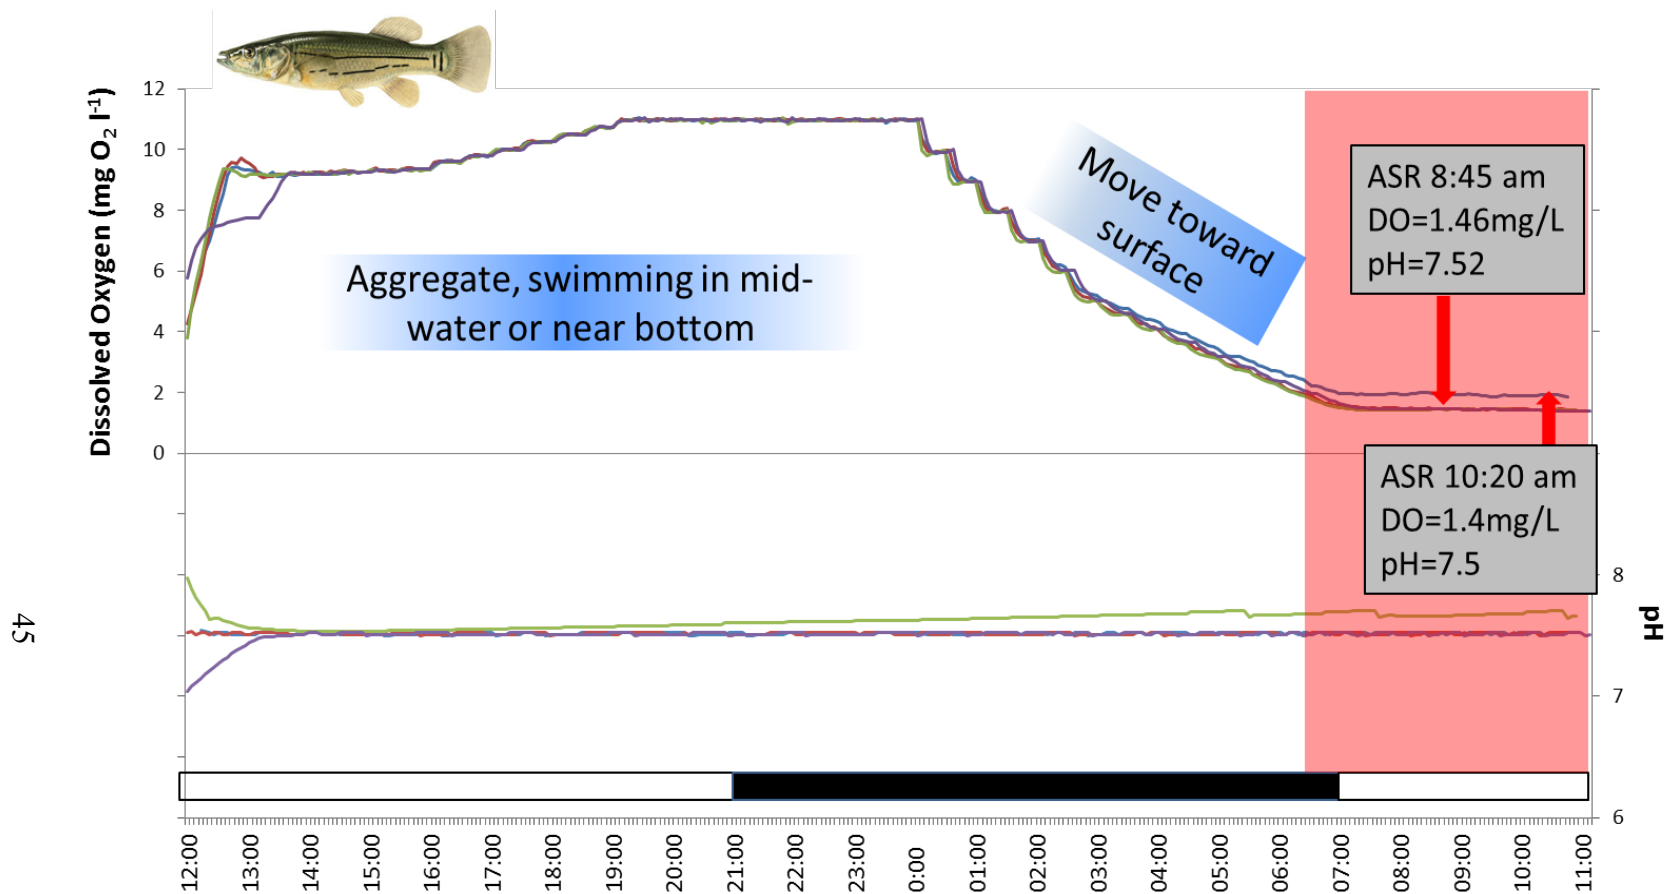 12
10
8
6
4
2
0
Dissolved Oxygen (mg O₂ l⁻¹)
Aggregate, swimming in mid-
water or near bottom
Move toward
surface
ASR 8:45 am
DO=1.46mg/L
pH=7.52
ASR 10:20 am
DO=1.4mg/L
pH=7.5
8
7
6
pH
45
12:00
13:00
14:00
15:00
16:00
17:00
18:00
19:00
20:00
21:00
22:00
23:00
0:00
01:00
02:00
03:00
04:00
05:00
06:00
07:00
08:00
09:00
10:00
11:00